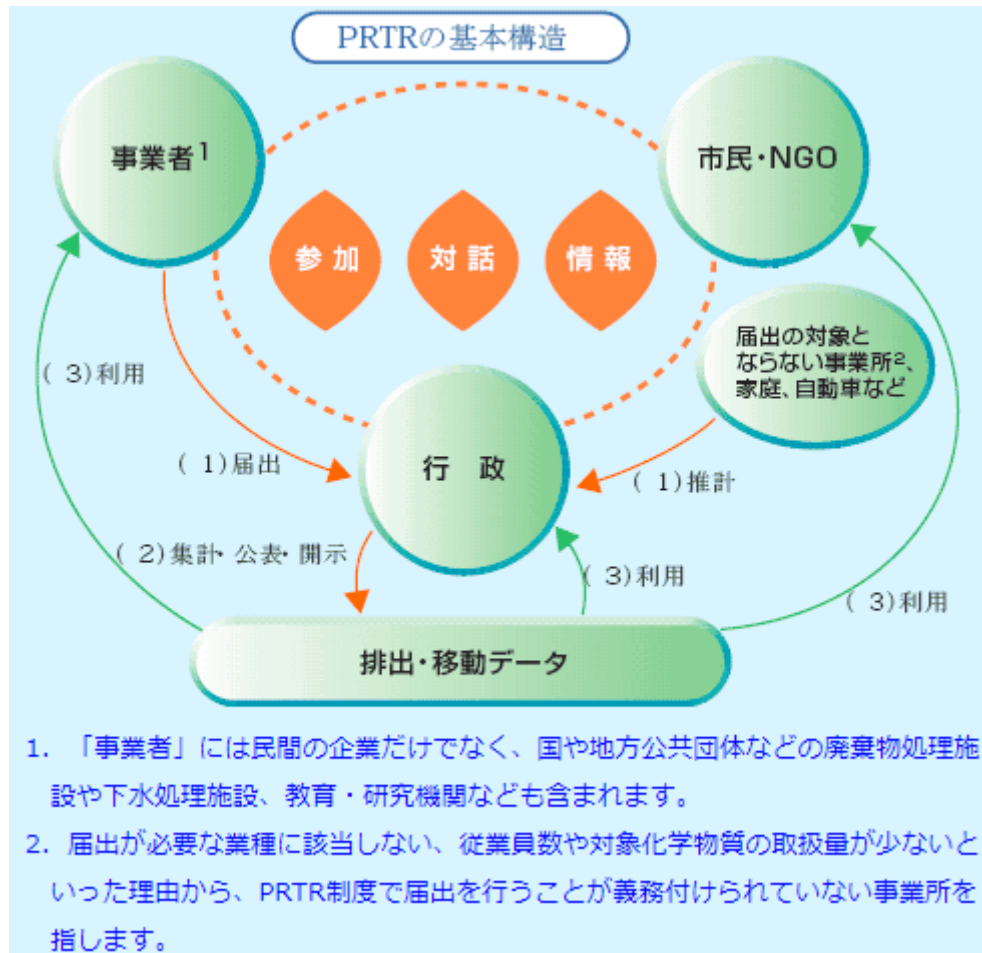 PRTRの基本構造
事業者1
市民・NGO
参加
対話
情報
届出の対象と
ならない事業所2、
家庭、自動車など
( 3)利用
( 1)届出
行 政
( 1)推計
( 2)集計・公表・開示
( 3)利用
( 3)利用
排出・移動データ
1. 「事業者」には民間の企業だけでなく、国や地方公共団体などの廃棄物処理施
設や下水処理施設、教育・研究機関なども含まれます。
2. 届出が必要な業種に該当しない、従業員数や対象化学物質の取扱量が少ないと
いった理由から、PRTR制度で届出を行うことが義務付けられていない事業所を
指します。